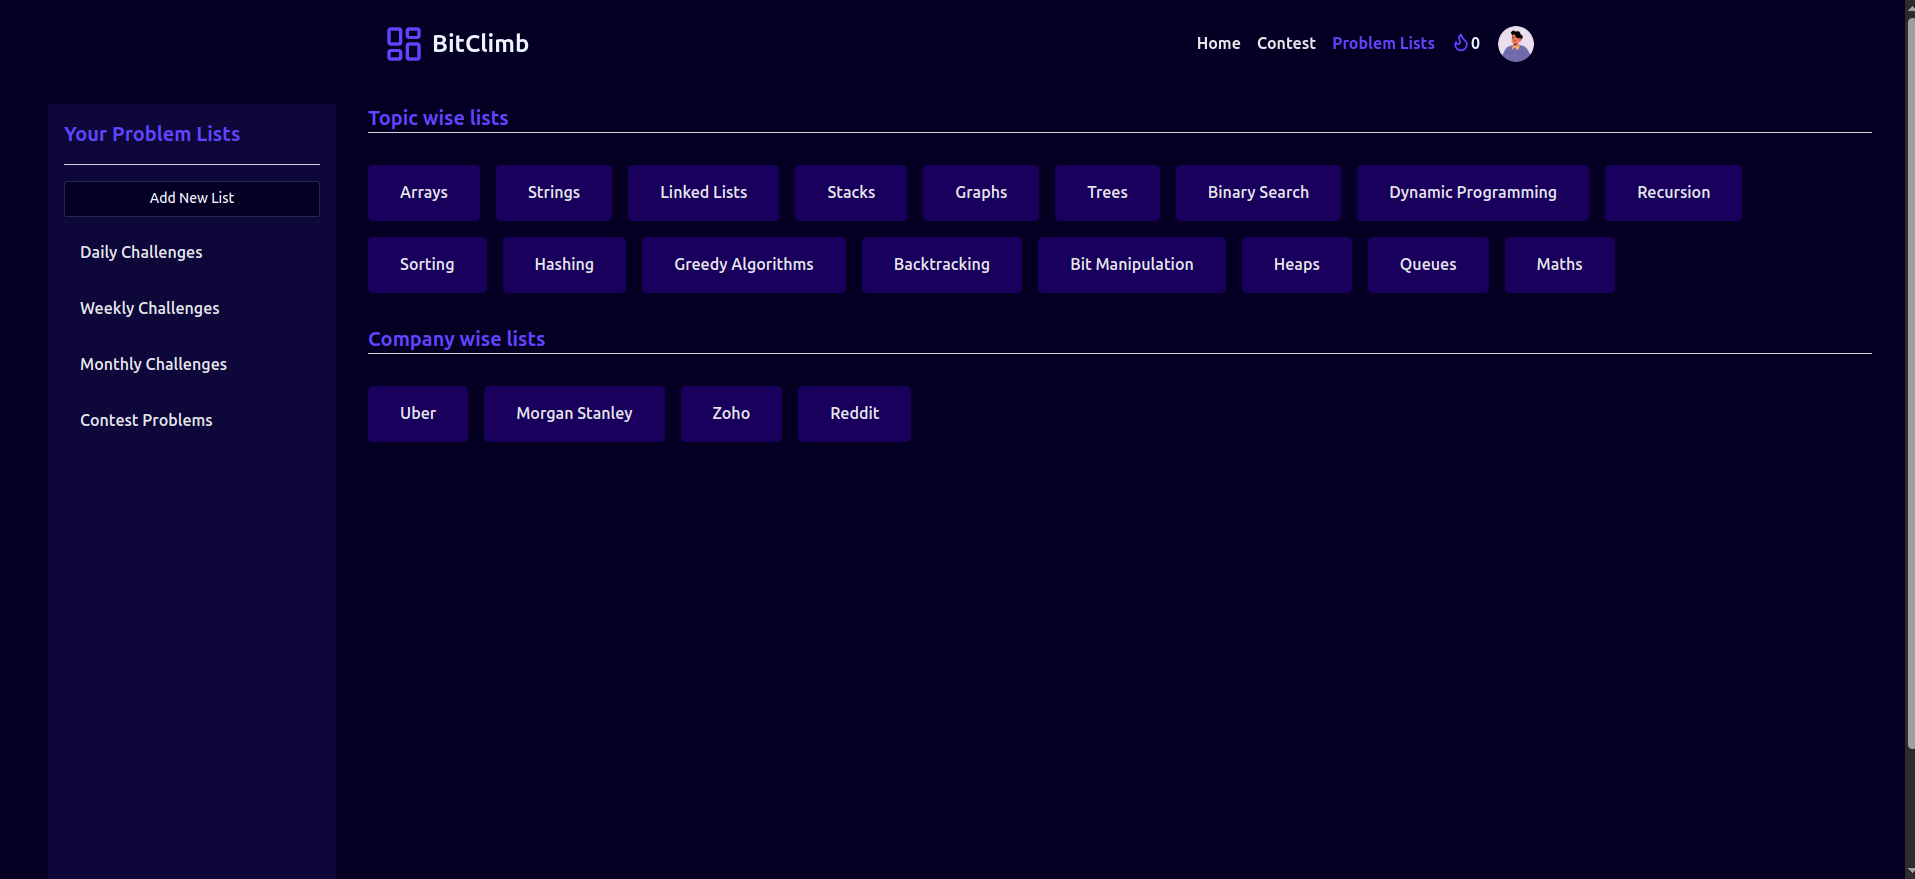 BitClimb
Home Contest Problem Lists 0
Your Problem Lists
Add New List
Daily Challenges
Weekly Challenges
Monthly Challenges
Contest Problems
Topic wise lists
Arrays Strings Linked Lists Stacks Graphs Trees Binary Search Dynamic Programming Recursion
Sorting Hashing Greedy Algorithms Backtracking Bit Manipulation Heaps Queues Maths
Company wise lists
Uber Morgan Stanley Zoho Reddit